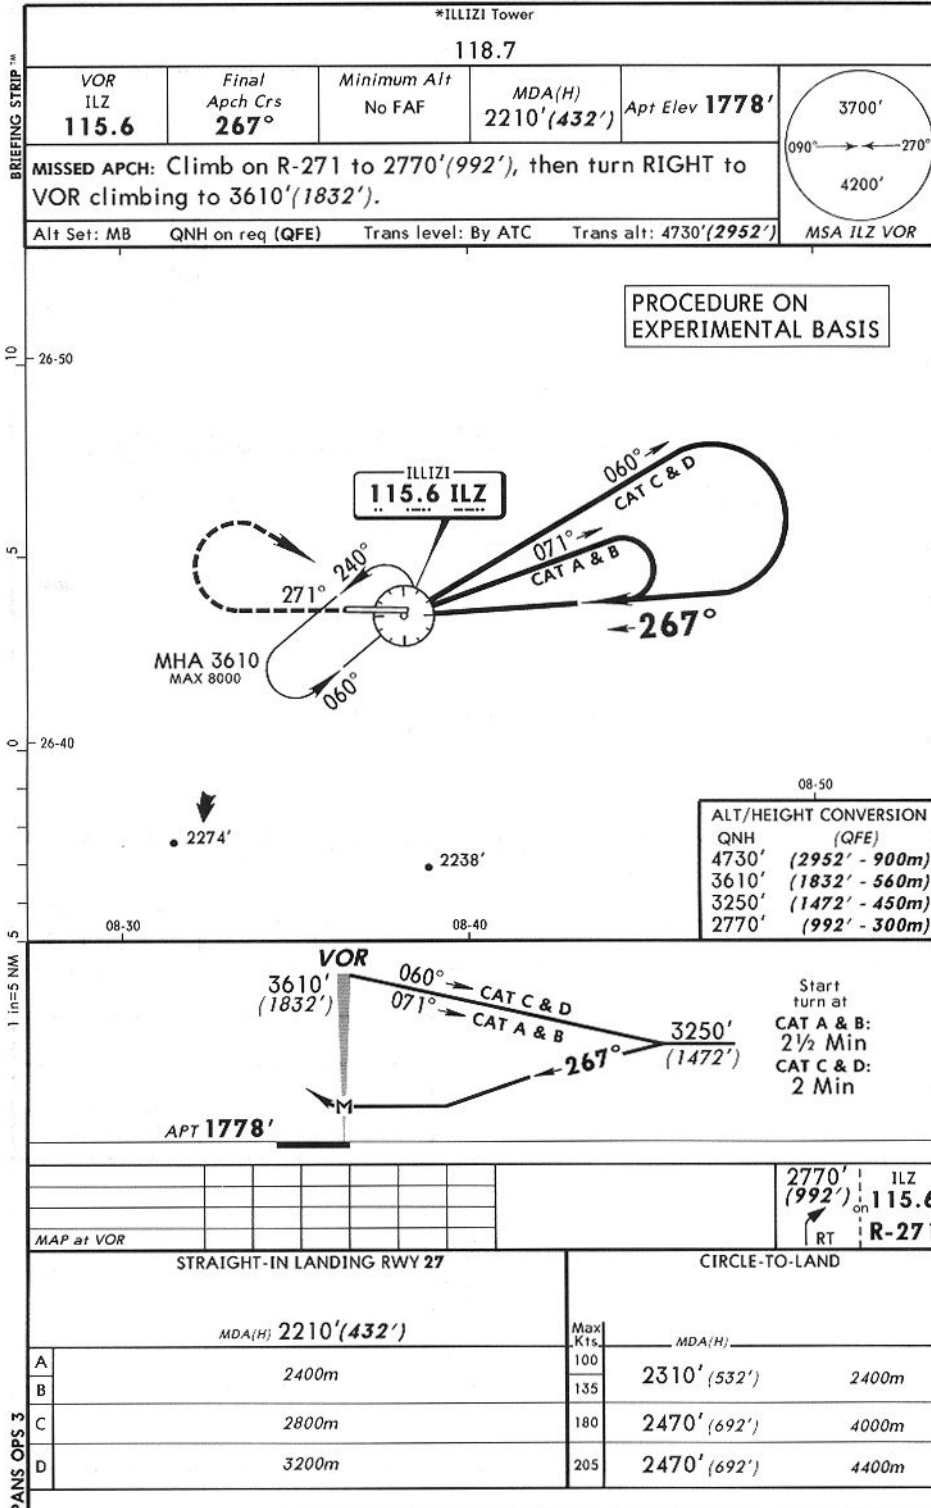 *ILLIZI Tower
118.7
BRIEFING STRIP ™
VOR
ILZ
115.6
Final
Apch Crs
267°
Minimum Alt
No FAF
MDA(H)
2210'(432')
Apt Elev 1778'
3700'
090° 270°
4200'
MSA ILZ VOR
MISSED APCH: Climb on R-271 to 2770'(992'), then turn RIGHT to
VOR climbing to 3610'(1832').
Alt Set: MB QNH on req (QFE) Trans level: By ATC Trans alt: 4730'(2952')
PROCEDURE ON
EXPERIMENTAL BASIS
10
26-50
060°
CAT C & D
ILLIZI
115.6 ILZ
071°
CAT A & B
5
240°
271°
267°
MHA 3610
MAX 8000
060°
0
26-40
08-50
2274'
2238'
ALT/HEIGHT CONVERSION
QNH (QFE)
4730' (2952' - 900m)
3610' (1832' - 560m)
3250' (1472' - 450m)
2770' (992' - 300m)
08-30
08-40
5
1 in=5 NM
VOR
3610'
(1832')
060° CAT C & D
071° CAT A & B
3250'
(1472')
267°
Start
turn at
CAT A & B:
2½ Min
CAT C & D:
2 Min
M
APT 1778'
2770'
(992')
on
ILZ
115.6
R-271
RT
MAP at VOR
STRAIGHT-IN LANDING RWY 27
CIRCLE-TO-LAND
MDA(H) 2210'(432')
Max
Kts
MDA(H)
A
B
2400m
100
135
2310' (532') 2400m
C 2800m
180 2470' (692') 4000m
D 3200m
205 2470' (692') 4400m
PANS OPS 3